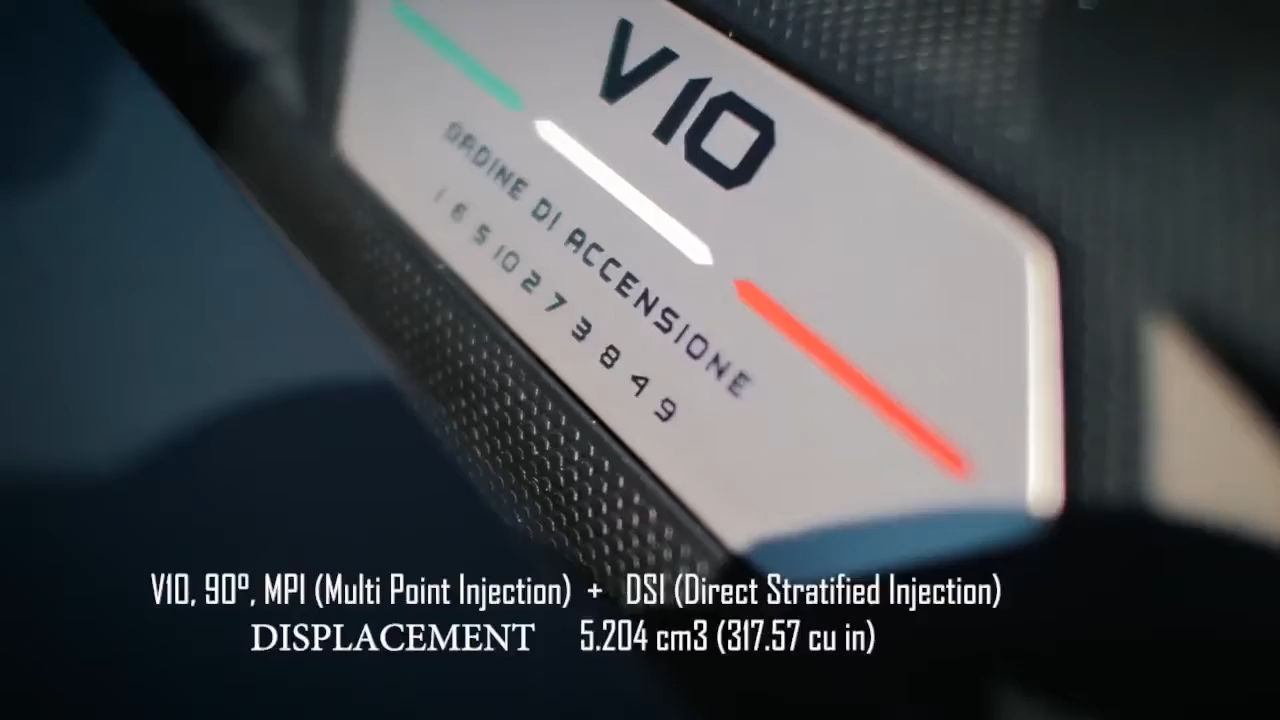 V10
ORDINE DI ACCENSIONE
1 6 5 10 2 7 3 8 4 9
V10, 90º, MPI (Multi Point Injection) + DSI (Direct Stratified Injection)
DISPLACEMENT 5.204 cm3 (317.57 cu in)